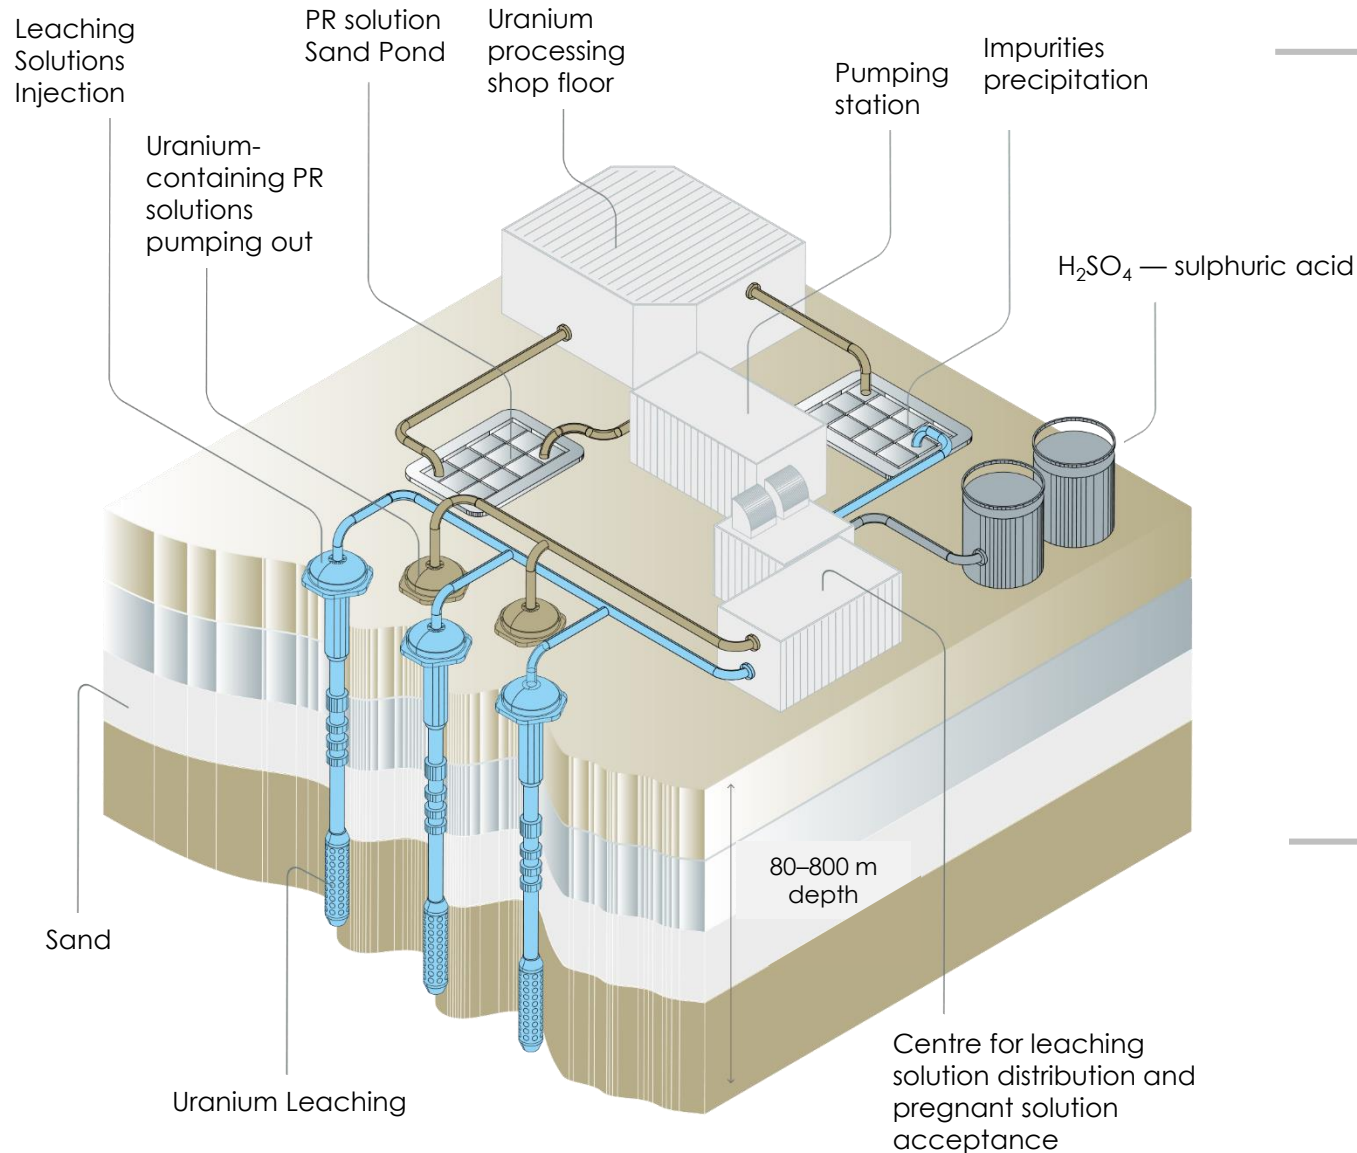 Leaching
Solutions
Injection
PR solution
Sand Pond
Uranium
processing
shop floor
Pumping
station
Impurities
precipitation
Uranium-
containing PR
solutions
pumping out
H₂SO₄ — sulphuric acid
80–800 m
depth
Sand
Uranium Leaching
Centre for leaching
solution distribution and
pregnant solution
acceptance